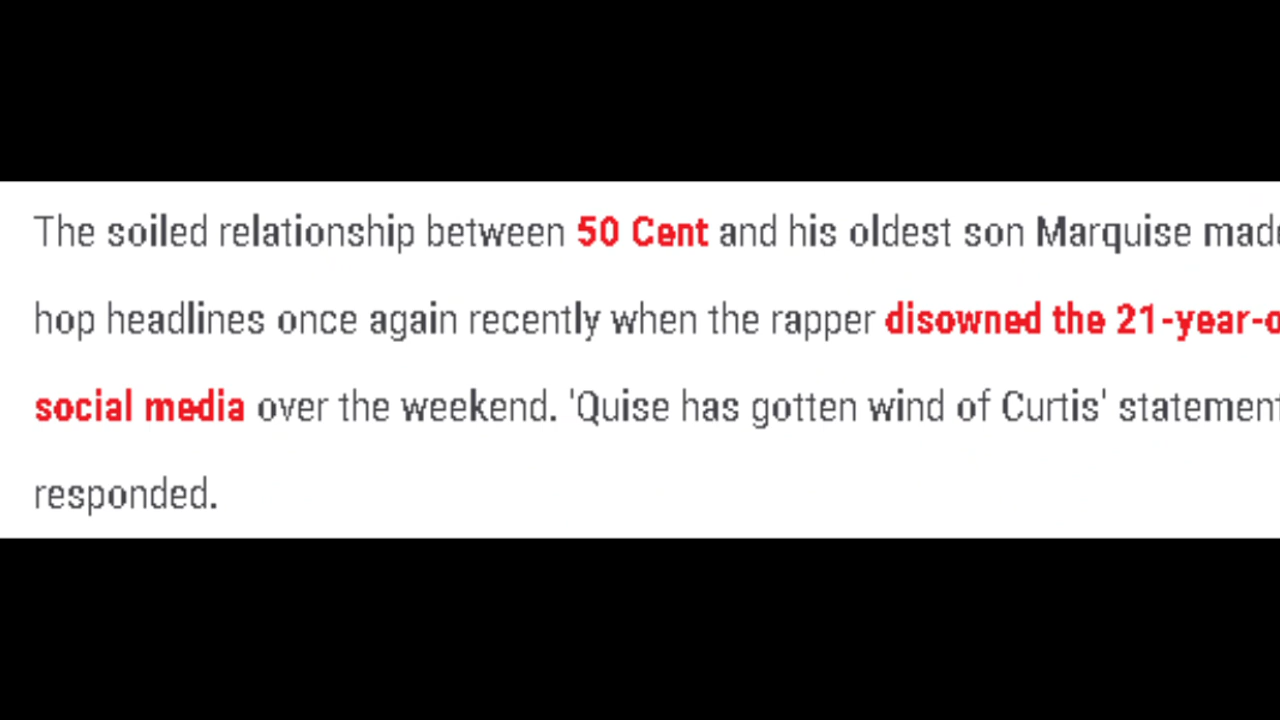 The soiled relationship between 50 Cent and his oldest son Marquise made
hop headlines once again recently when the rapper disowned the 21-year-o
social media over the weekend. 'Quise has gotten wind of Curtis' statement
responded.